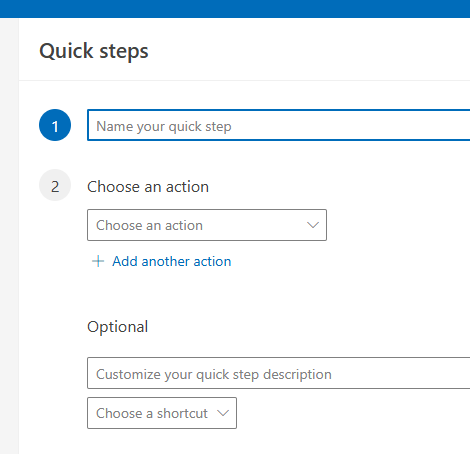 Quick steps
1
Name your quick step
2
Choose an action
Choose an action
Add another action
Optional
Customize your quick step description
Choose a shortcut